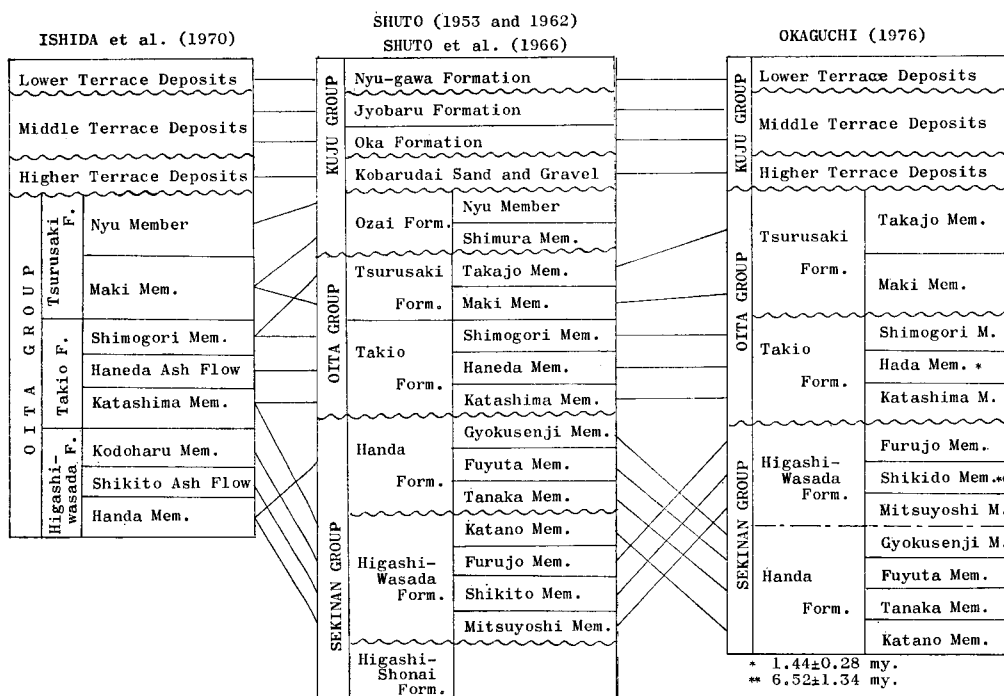 ISHIDA et al. (1970)
Lower Terrace Deposits
Middle Terrace Deposits
Higher Terrace Deposits
OITA GROUP
Tsurusaki F.
Nyu Member
Maki Mem.
Takio F.
Shimogori Mem.
Haneda Ash Flow
Katashima Mem.
Higashi-
wasada F.
Kodoharu Mem.
Shikito Ash Flow
Handa Mem.
SHUTO (1953 and 1962)
SHUTO et al. (1966)
KUJU GROUP
Nyu-gawa Formation
Jyobaru Formation
Oka Formation
Kobarudai Sand and Gravel
Ozai Form.
Nyu Member
Shimura Mem.
OITA GROUP
Tsurusaki
Form.
Takajo Mem.
Maki Mem.
Takio
Form.
Shimogori Mem.
Haneda Mem.
Katashima Mem.
SEKINAN GROUP
Handa
Form.
Gyokusenji Mem.
Fuyuta Mem.
Tanaka Mem.
Higashi-
Wasada
Form.
Katano Mem.
Furujo Mem.
Shikito Mem.
Mitsuyoshi Mem.
Higashi-
Shonai
Form.
OKAGUCHI (1976)
KUJU GROUP
Lower Terrace Deposits
Middle Terrace Deposits
Higher Terrace Deposits
OITA GROUP
Tsurusaki
Form.
Takajo Mem.
Maki Mem.
Takio
Form.
Shimogori M.
Hada Mem. *
Katashima M.
SEKINAN GROUP
Higashi-
Wasada
Form.
Furujo Mem.
Shikido Mem.**
Mitsuyoshi M.
Handa
Form.
Gyokusenji M.
Fuyuta Mem.
Tanaka Mem.
Katano Mem.
* 1.44±0.28 my.
** 6.52±1.34 my.